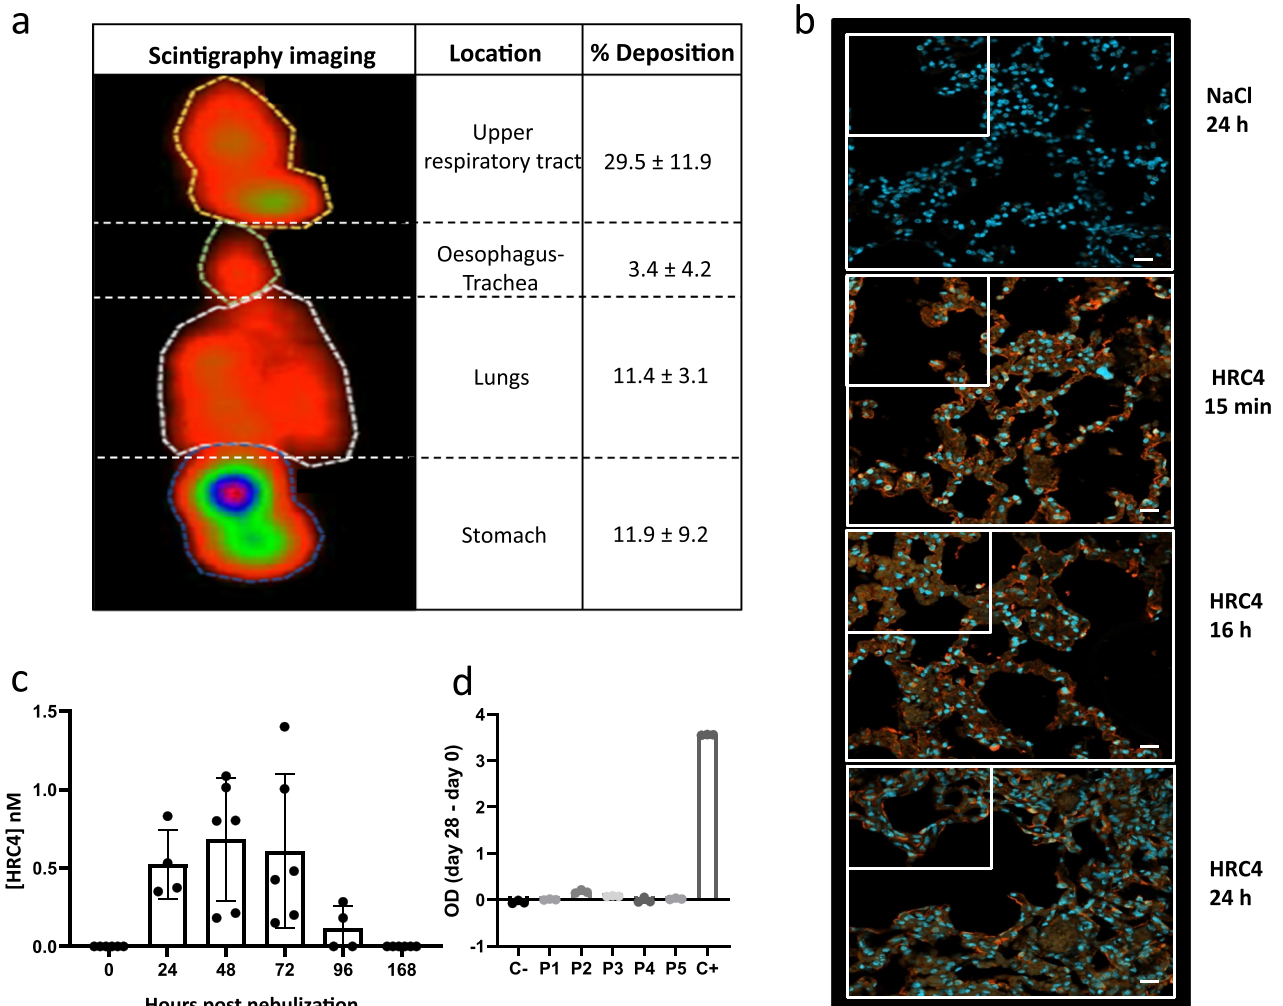 a
Scintigraphy imaging
Location
% Deposition
Upper
respiratory tract
29.5 ± 11.9
Oesophagus-
Trachea
3.4 ± 4.2
Lungs
11.4 ± 3.1
Stomach
11.9 ± 9.2
b
NaCl
24 h
HRC4
15 min
HRC4
16 h
HRC4
24 h
c
[HRC4] nM
1.5
1.0
0.5
0.0
0 24 48 72 96 168
Hours post nebulization
d
OD (day 28 - day 0)
4
3
2
1
0
-1
C- P1 P2 P3 P4 P5 C+